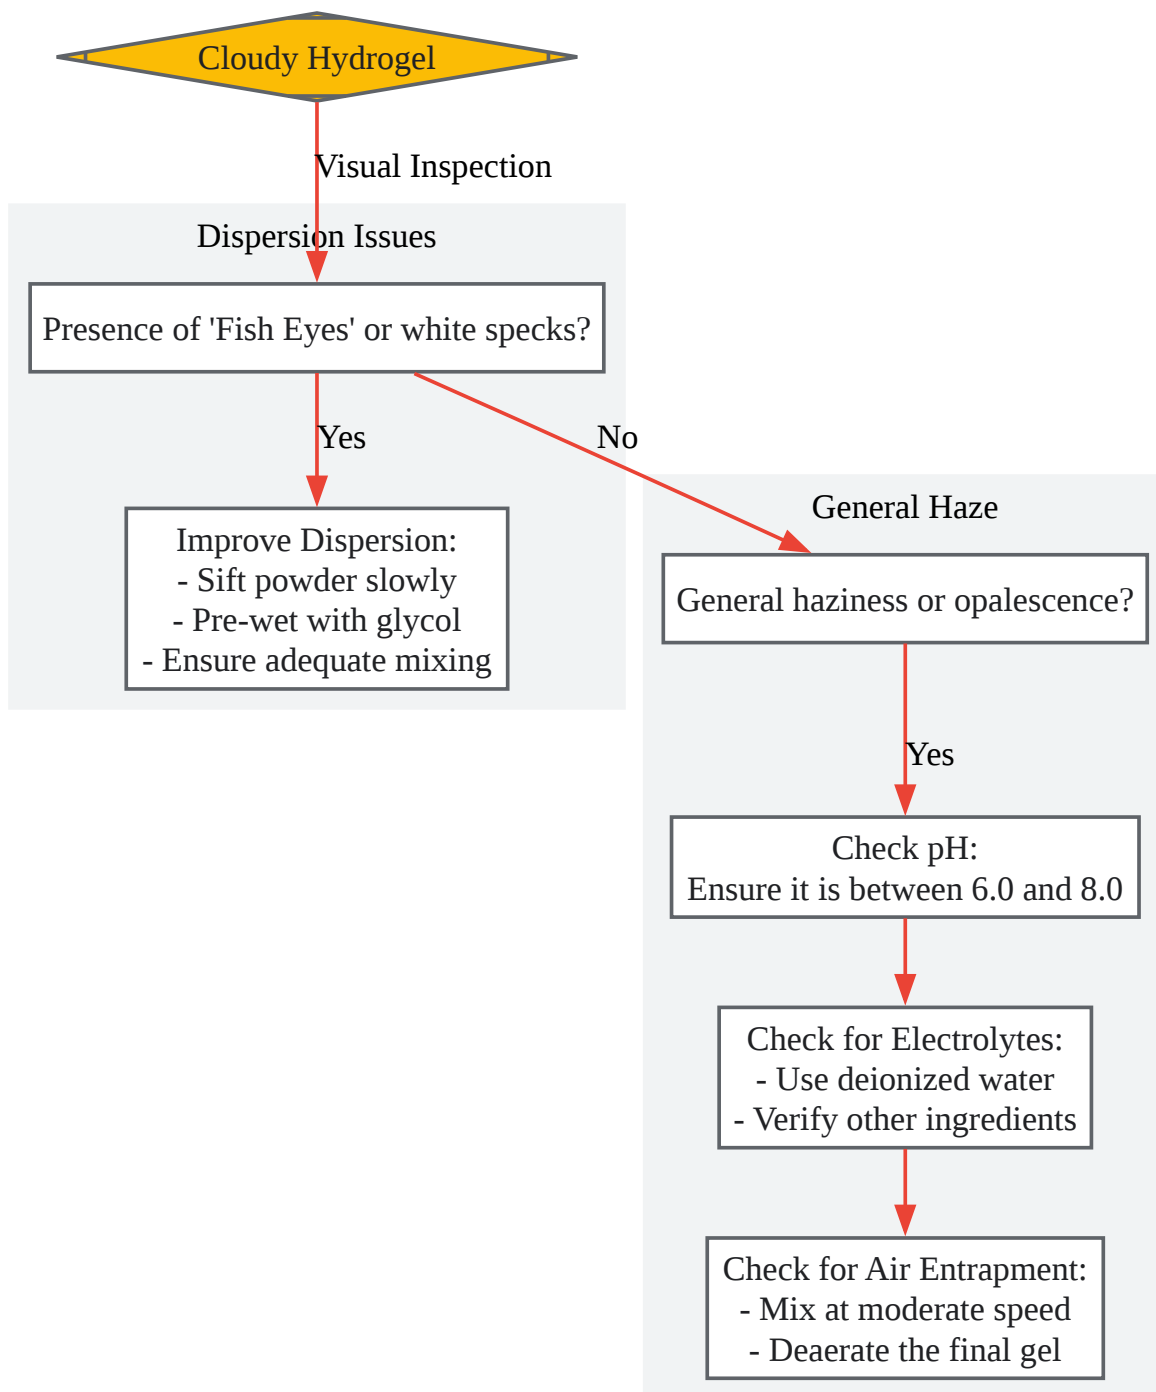 Cloudy Hydrogel
Visual Inspection
Dispersion Issues
Presence of 'Fish Eyes' or white specks?
Yes
No
Improve Dispersion:
- Sift powder slowly
- Pre-wet with glycol
- Ensure adequate mixing
General Haze
General haziness or opalescence?
Yes
Check pH:
Ensure it is between 6.0 and 8.0
Check for Electrolytes:
- Use deionized water
- Verify other ingredients
Check for Air Entrapment:
- Mix at moderate speed
- Deaerate the final gel